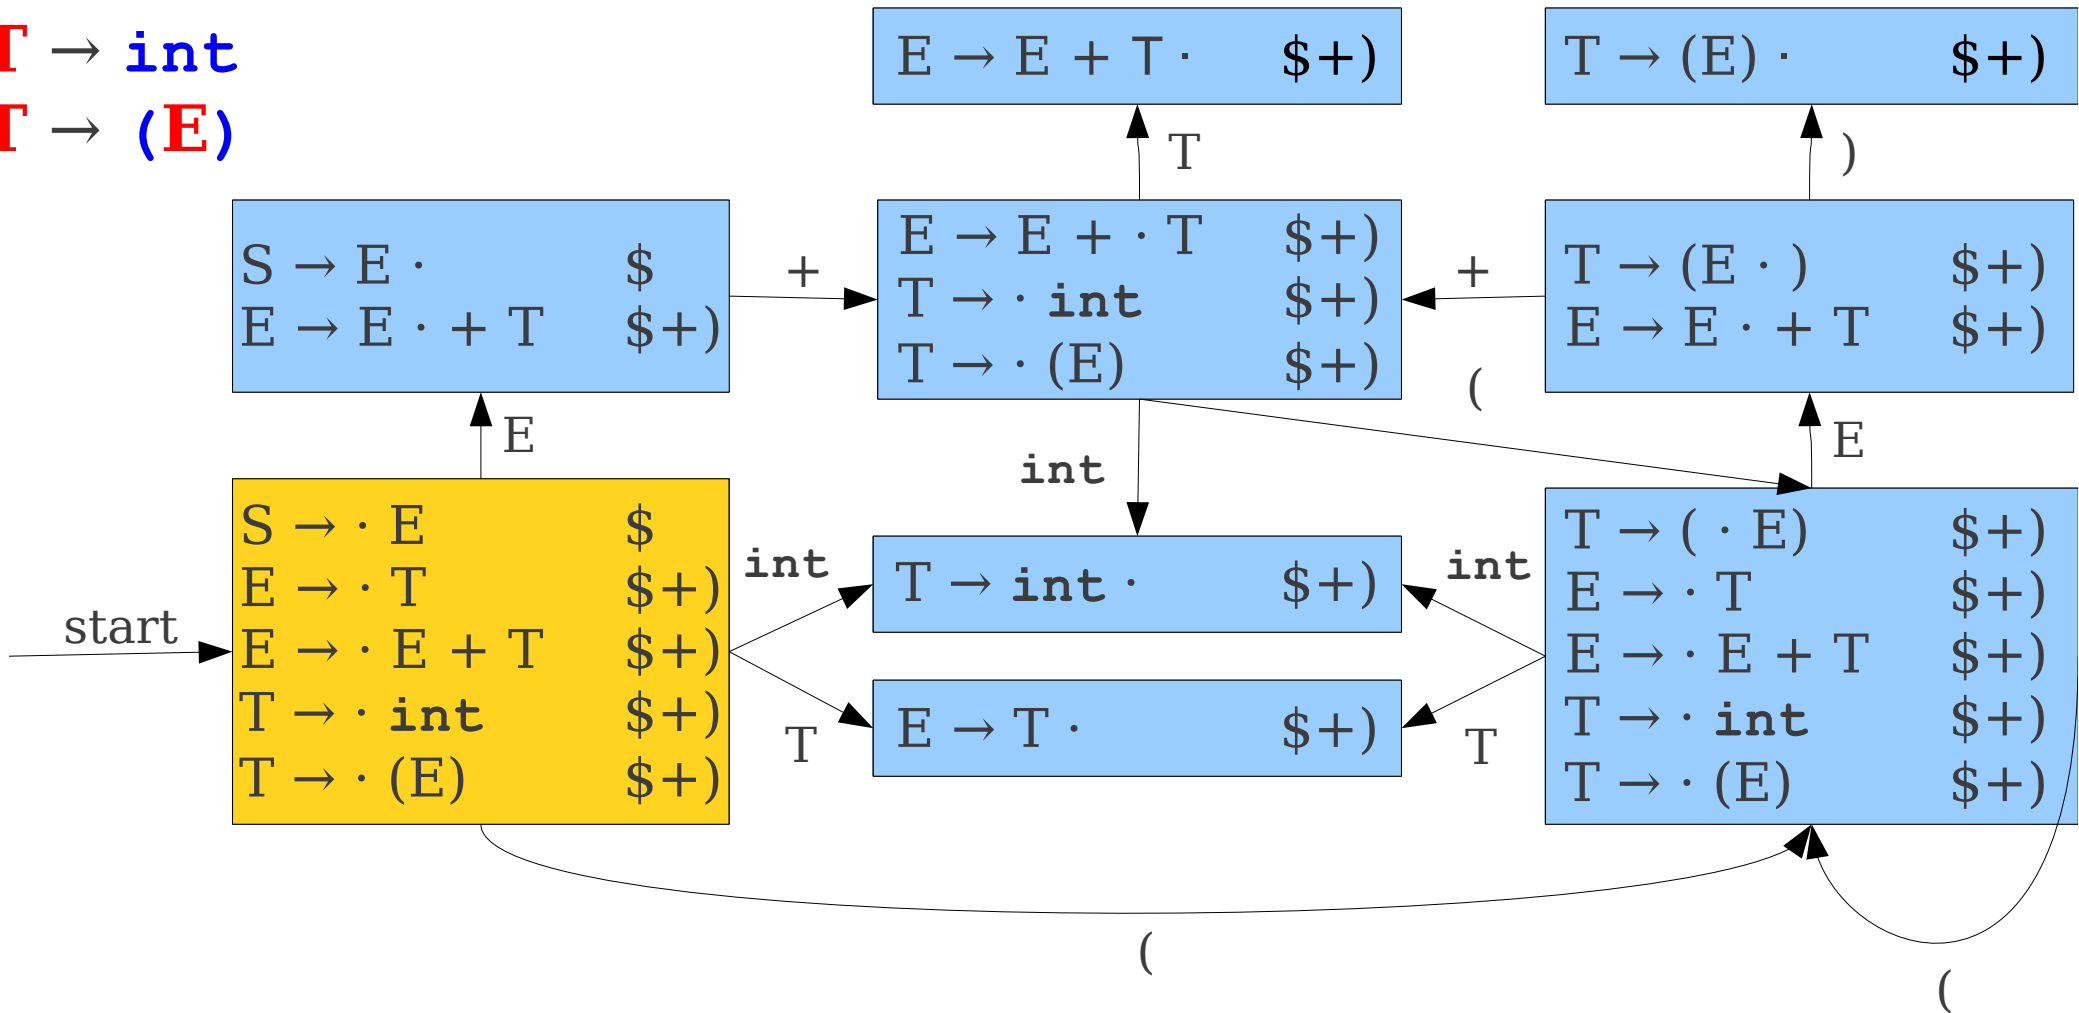 T → int
T → (E)
E → E + T · $+)
T → (E) · $+)
T
)
S → E · $
E → E · + T $+)
+
E → E + · T $+)
T → · int $+)
T → · (E) $+)
+
T → (E · ) $+)
E → E · + T $+)
(
E
int
E
start
S → · E $
E → · T $+)
E → · E + T $+)
T → · int $+)
T → · (E) $+)
int
T
T → int · $+)
E → T · $+)
int
T
T → ( · E) $+)
E → · T $+)
E → · E + T $+)
T → · int $+)
T → · (E) $+)
(
(